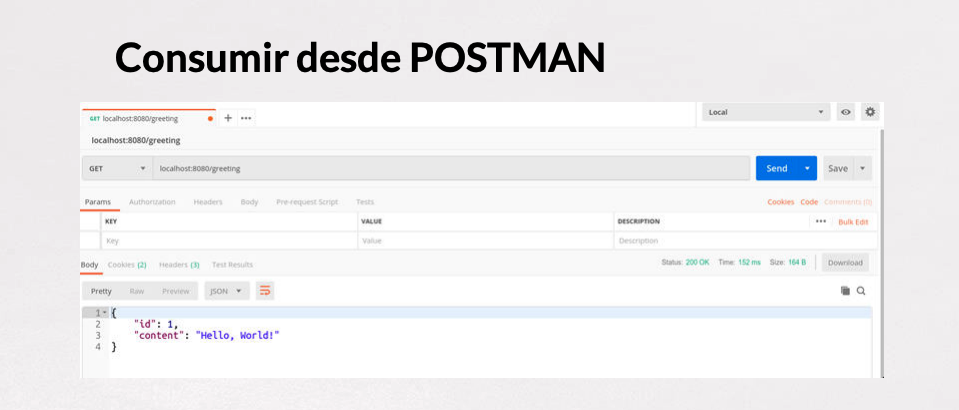 Consumir desde POSTMAN
GET localhost:8080/greeting
Local
localhost:8080/greeting
GET localhost:8080/greeting Send Save
Params Authorization Headers Body Pre-request Script Tests Cookies Code Comments (0)
KEY VALUE DESCRIPTION Bulk Edit
Key Value Description
Body Cookies (2) Headers (3) Test Results Status: 200 OK Time: 152 ms Size: 164 B Download
Pretty Raw Preview JSON
1 {
2 "id": 1,
3 "content": "Hello, World!"
4 }